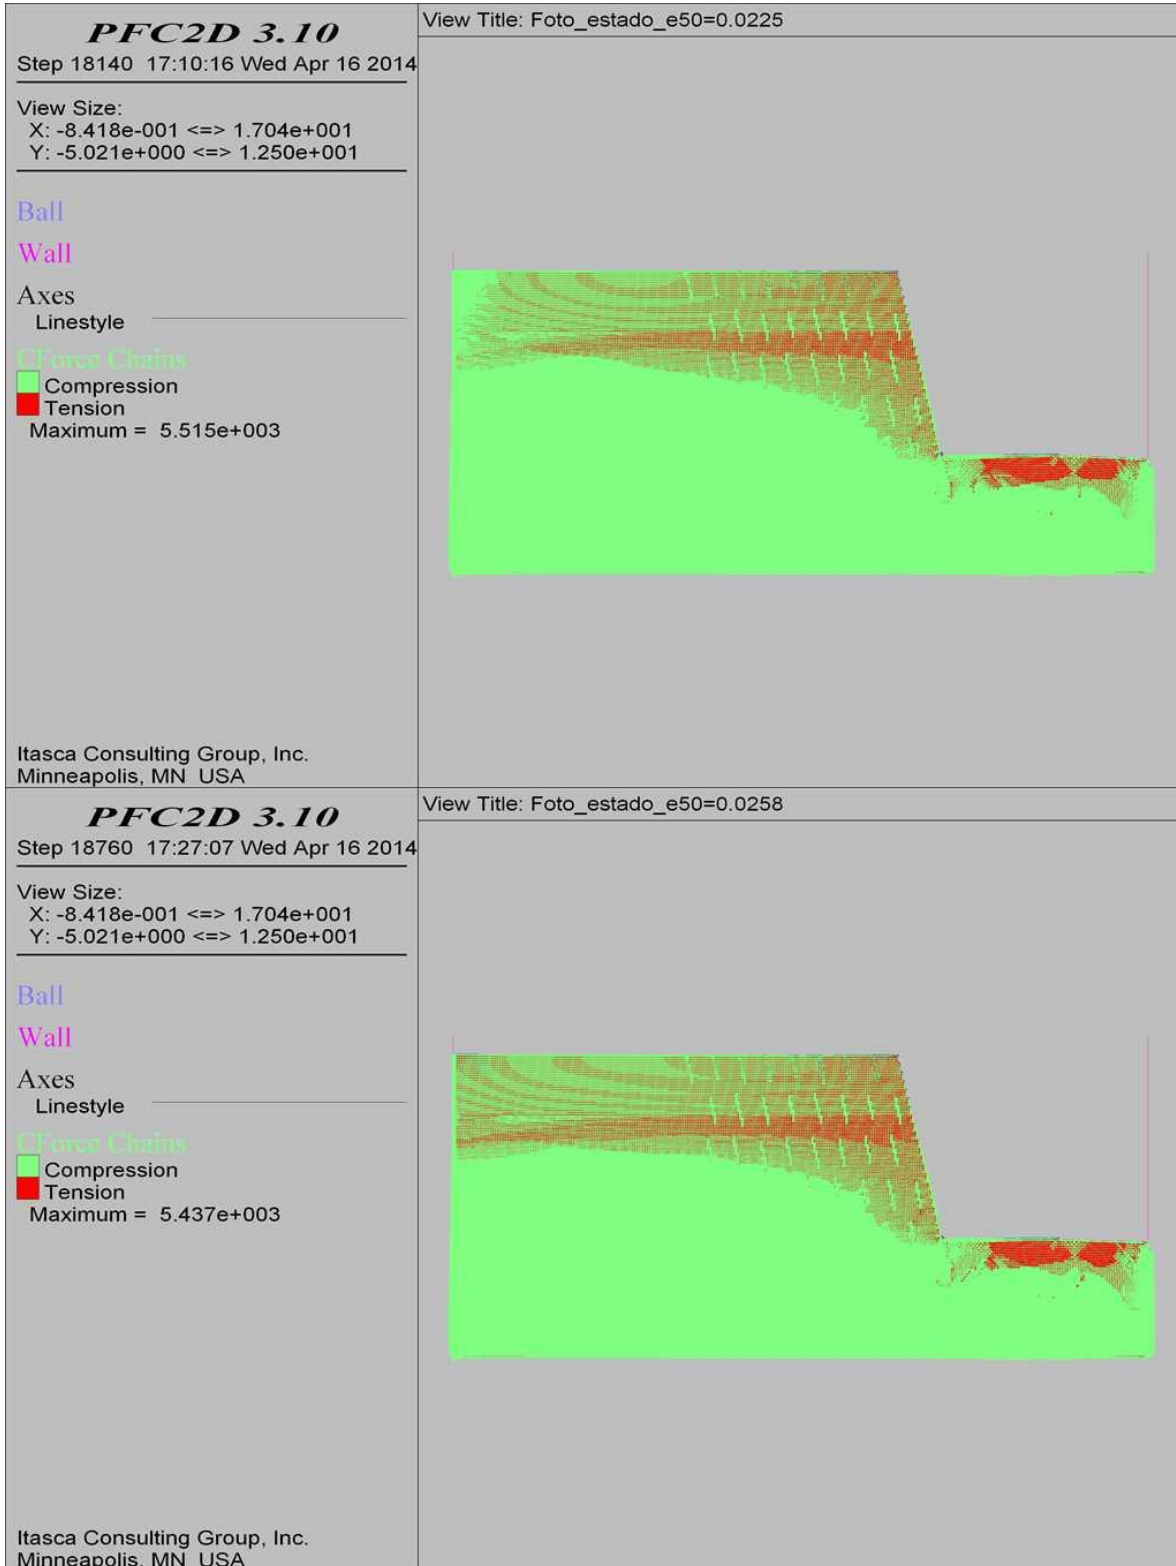 PFC2D 3.10
Step 18140 17:10:16 Wed Apr 16 2014
View Size:
X: -8.418e-001 <=> 1.704e+001
Y: -5.021e+000 <=> 1.250e+001
Ball
Wall
Axes
Linestyle
CForce Chains
Compression
Tension
Maximum = 5.515e+003
Itasca Consulting Group, Inc.
Minneapolis, MN USA
View Title: Foto_estado_e50=0.0225
PFC2D 3.10
Step 18760 17:27:07 Wed Apr 16 2014
View Size:
X: -8.418e-001 <=> 1.704e+001
Y: -5.021e+000 <=> 1.250e+001
Ball
Wall
Axes
Linestyle
CForce Chains
Compression
Tension
Maximum = 5.437e+003
Itasca Consulting Group, Inc.
Minneapolis, MN USA
View Title: Foto_estado_e50=0.0258